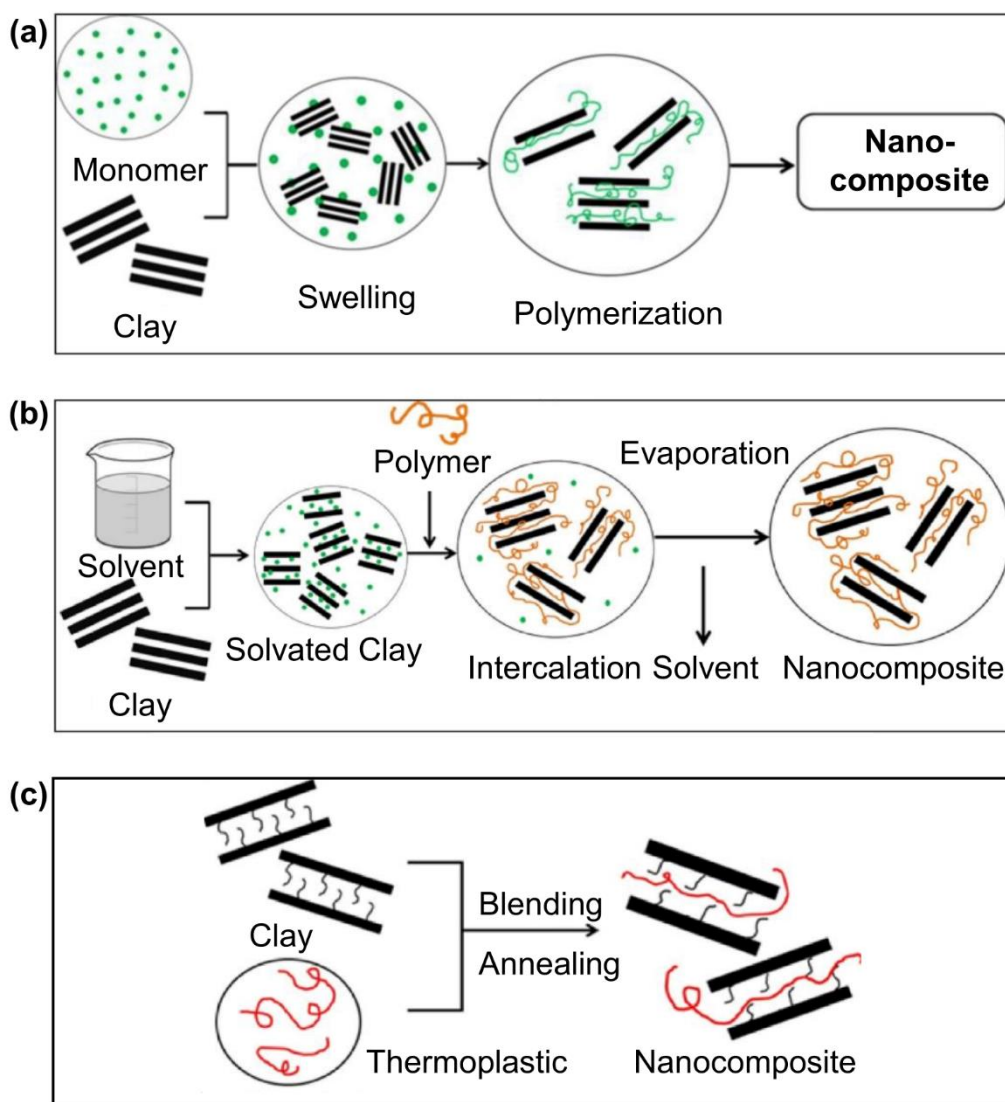 (a)
Monomer
Clay
Swelling
Polymerization
Nano-
composite
(b)
Solvent
Clay
Solvated Clay
Polymer
Intercalation
Evaporation
Solvent
Nanocomposite
(c)
Clay
Thermoplastic
Blending
Annealing
Nanocomposite